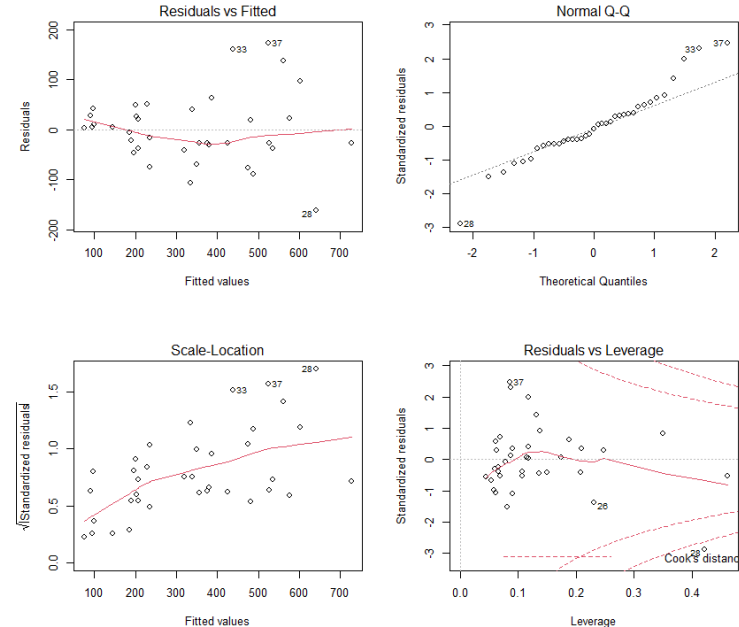 Residuals vs Fitted
Residuals
200
100
0
-100
-200
33
37
28
100 200 300 400 500 600 700
Fitted values
Normal Q-Q
Standardized residuals
3
2
1
0
-1
-2
-3
33
37
28
-2 -1 0 1 2
Theoretical Quantiles
Scale-Location
√|Standardized residuals|
1.5
1.0
0.5
0.0
33
37
28
100 200 300 400 500 600 700
Fitted values
Residuals vs Leverage
Standardized residuals
3
2
1
0
-1
-2
-3
37
26
28
Cook's distanc
0.0 0.1 0.2 0.3 0.4
Leverage